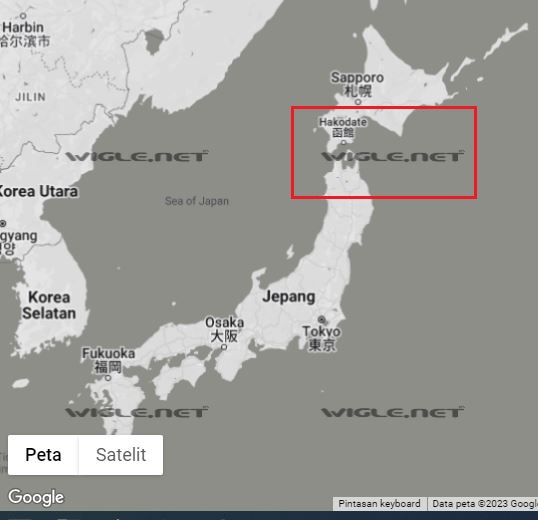 Harbin
哈尔滨市
JILIN
Sapporo
札幌
Hakodate
函館
WIGLE.NET
WIGLE.NET
Korea Utara
Sea of Japan
Korea
Selatan
Jepang
Osaka
大阪
Tokyo
東京
Fukuoka
福岡
WIGLE.NET
WIGLE.NET
Peta
Satelit
Google
Pintasan keyboard
Data peta ©2023 Google